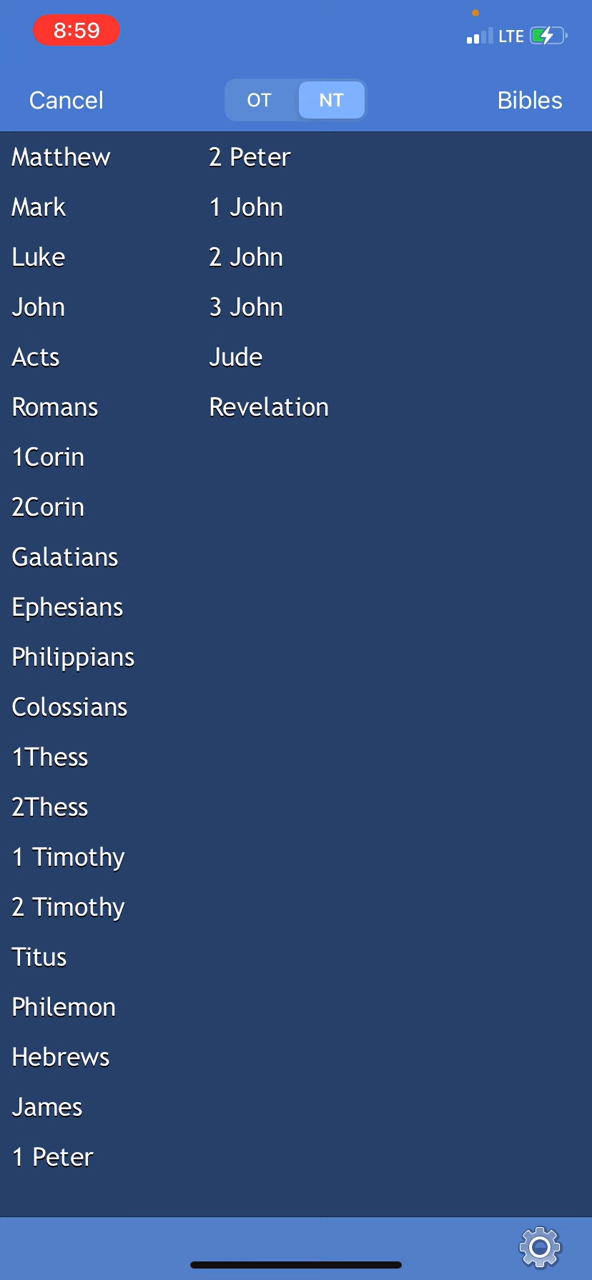 8:59
LTE
Cancel
OT
NT
Bibles
Matthew
Mark
Luke
John
Acts
Romans
1Corin
2Corin
Galatians
Ephesians
Philippians
Colossians
1Thess
2Thess
1 Timothy
2 Timothy
Titus
Philemon
Hebrews
James
1 Peter
2 Peter
1 John
2 John
3 John
Jude
Revelation